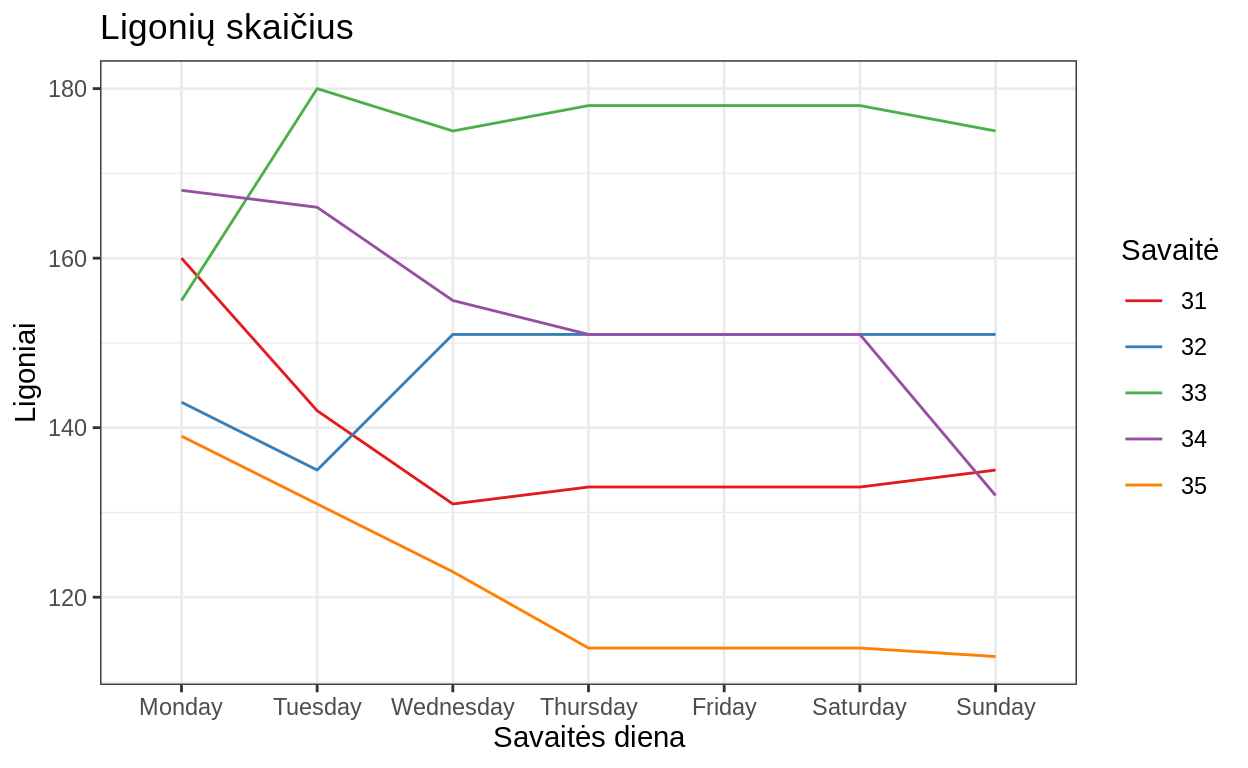 Ligonių skaičius
Ligoniai
180
160
140
120
Monday Tuesday Wednesday Thursday Friday Saturday Sunday
Savaitės diena
Savaitė
31
32
33
34
35